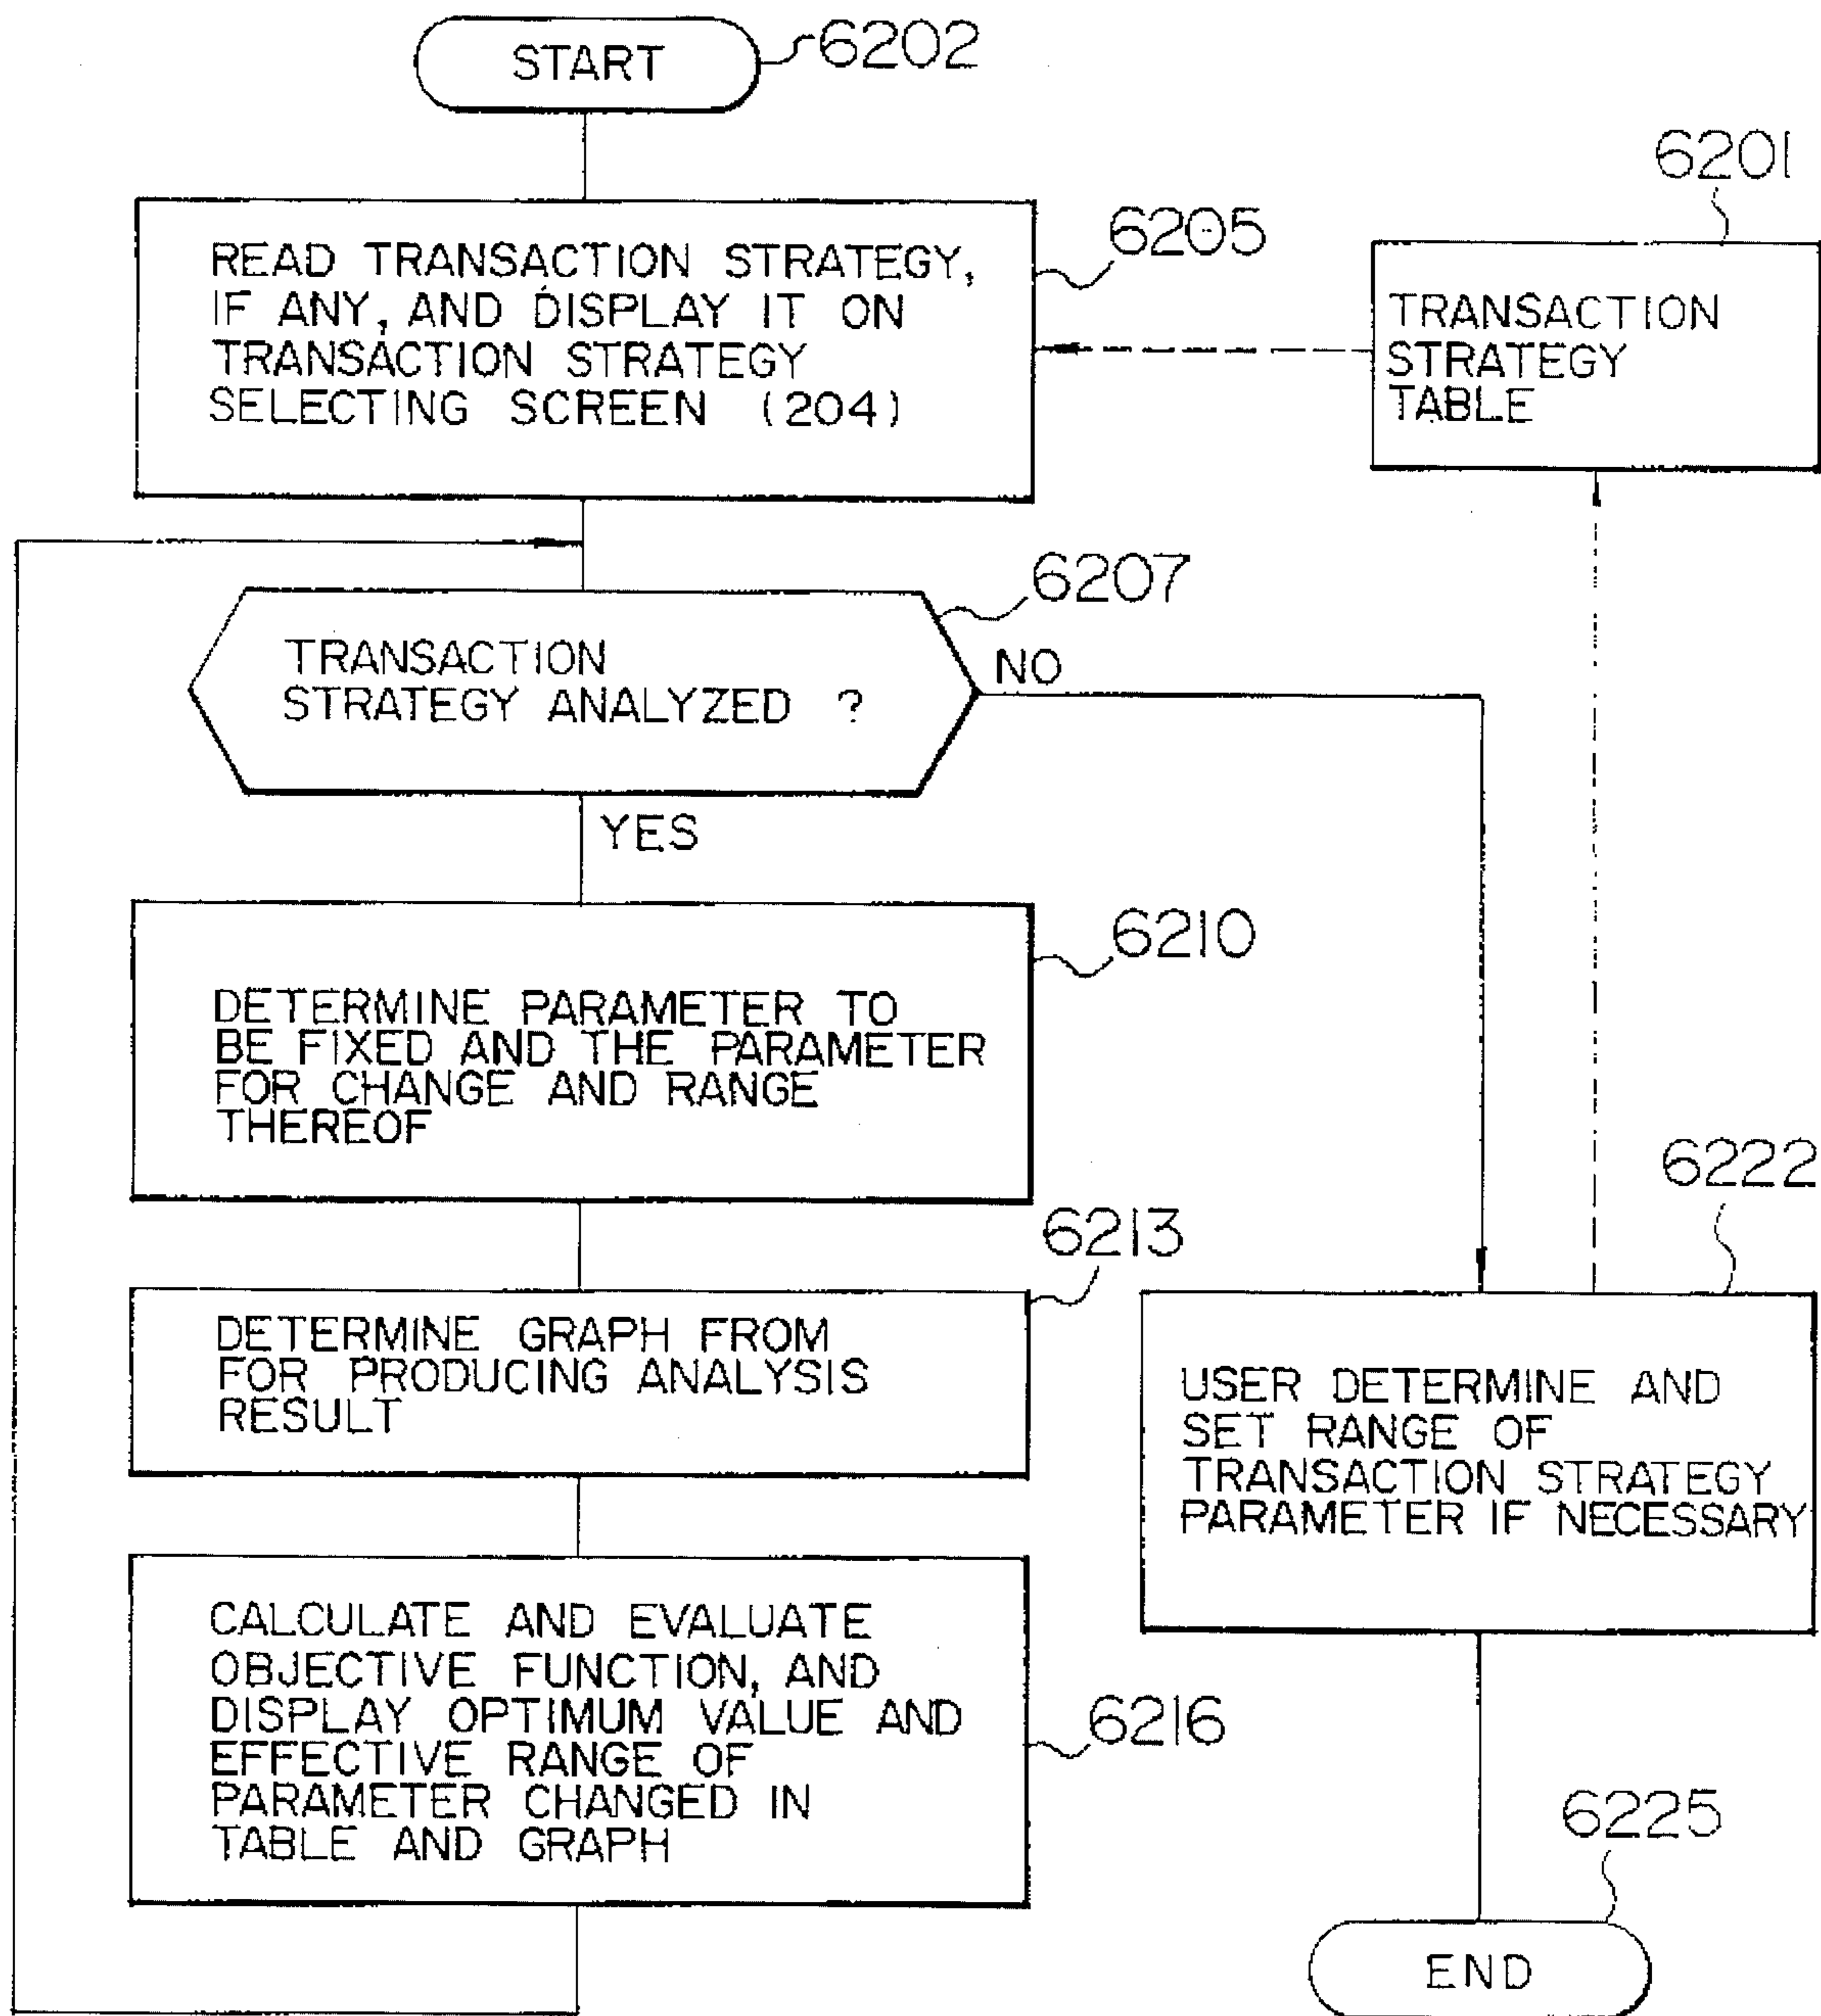 START
6202
6201
READ TRANSACTION STRATEGY,
IF ANY, AND DISPLAY IT ON
TRANSACTION STRATEGY
SELECTING SCREEN (204)
6205
TRANSACTION
STRATEGY
TABLE
6207
TRANSACTION
STRATEGY ANALYZED ?
NO
YES
6210
DETERMINE PARAMETER TO
BE FIXED AND THE PARAMETER
FOR CHANGE AND RANGE
THEREOF
6213
DETERMINE GRAPH FROM
FOR PRODUCING ANALYSIS
RESULT
6222
USER DETERMINE AND
SET RANGE OF
TRANSACTION STRATEGY
PARAMETER IF NECESSARY
CALCULATE AND EVALUATE
OBJECTIVE FUNCTION, AND
DISPLAY OPTIMUM VALUE AND
EFFECTIVE RANGE OF
PARAMETER CHANGED IN
TABLE AND GRAPH
6216
6225
END